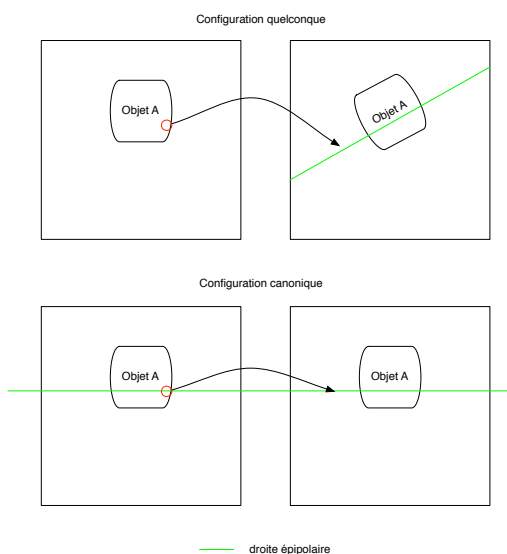 Configuration quelconque
Objet A
Objet A
Configuration canonique
Objet A
Objet A
droite épipolaire